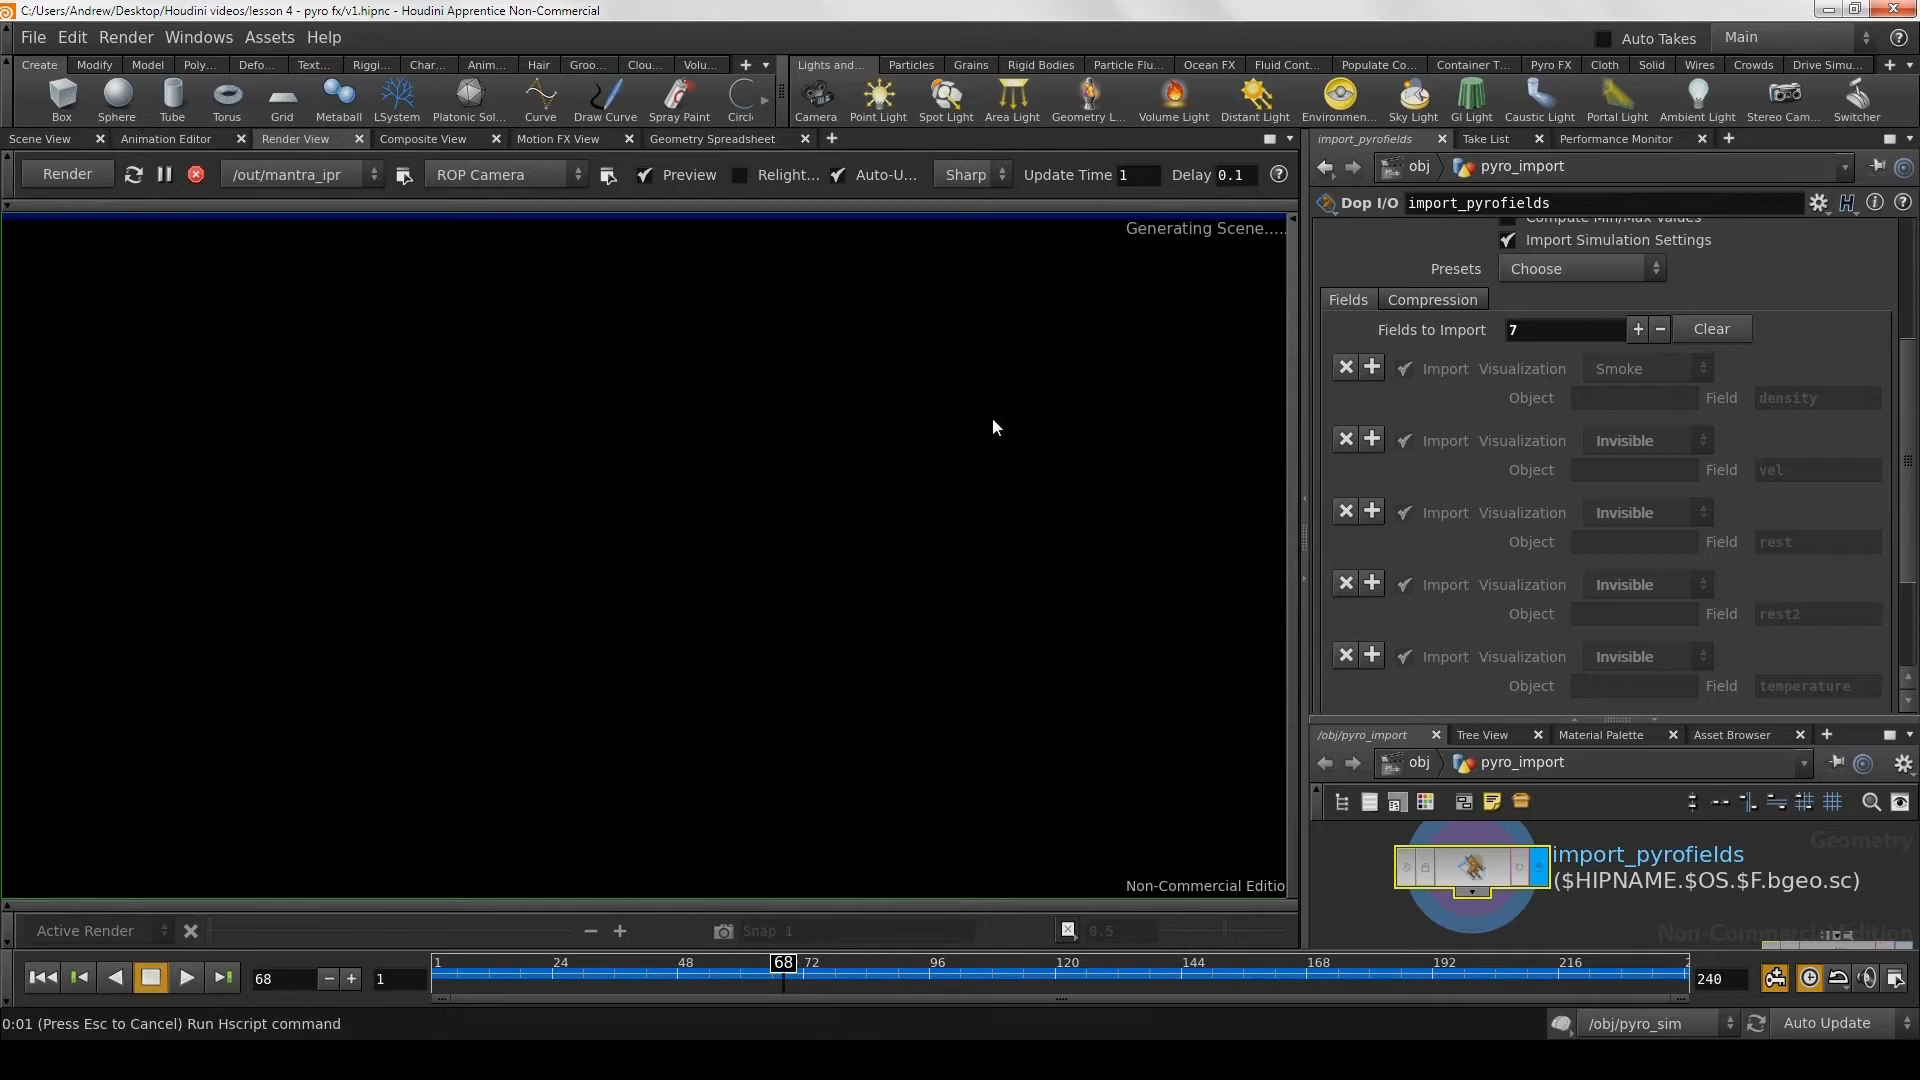 C:/Users/Andrew/Desktop/Houdini videos/lesson 4 - pyro fx/v1.hipnc - Houdini Apprentice Non-Commercial
File Edit Render Windows Assets Help
Auto Takes Main
Create Modify Model Poly... Defo... Text... Riggi... Char... Anim... Hair Groo... Clou... Volu...
Lights and... Particles Grains Rigid Bodies Particle Flu... Ocean FX Fluid Cont... Populate Co... Container T... Pyro FX Cloth Solid Wires Crowds Drive Simu...
Box Sphere Tube Torus Grid Metaball LSystem Platonic Sol... Curve Draw Curve Spray Paint Circl
Camera Point Light Spot Light Area Light Geometry L... Volume Light Distant Light Environmen... Sky Light GI Light Caustic Light Portal Light Ambient Light Stereo Cam... Switcher
Scene View Animation Editor Render View Composite View Motion FX View Geometry Spreadsheet
import_pyrofields Take List Performance Monitor
Render /out/mantra_ipr ROP Camera Preview Relight... Auto-U... Sharp Update Time 1 Delay 0.1
obj pyro_import
Dop I/O import_pyrofields
Compute Min/Max Values
Import Simulation Settings
Presets Choose
Fields Compression
Fields to Import 7 Clear
Import Visualization Smoke
Object Field density
Import Visualization Invisible
Object Field vel
Import Visualization Invisible
Object Field rest
Import Visualization Invisible
Object Field rest2
Import Visualization Invisible
Object Field temperature
Generating Scene.....
Non-Commercial Editio
/obj/pyro_import Tree View Material Palette Asset Browser
obj pyro_import
Geometry
import_pyrofields
($HIPNAME.$OS.$F.bgeo.sc)
Non-Commercial Edition
Active Render Snap 1 0.5
68 1 1 24 48 68 72 96 120 144 168 192 216 2 240
0:01 (Press Esc to Cancel) Run Hscript command
/obj/pyro_sim Auto Update